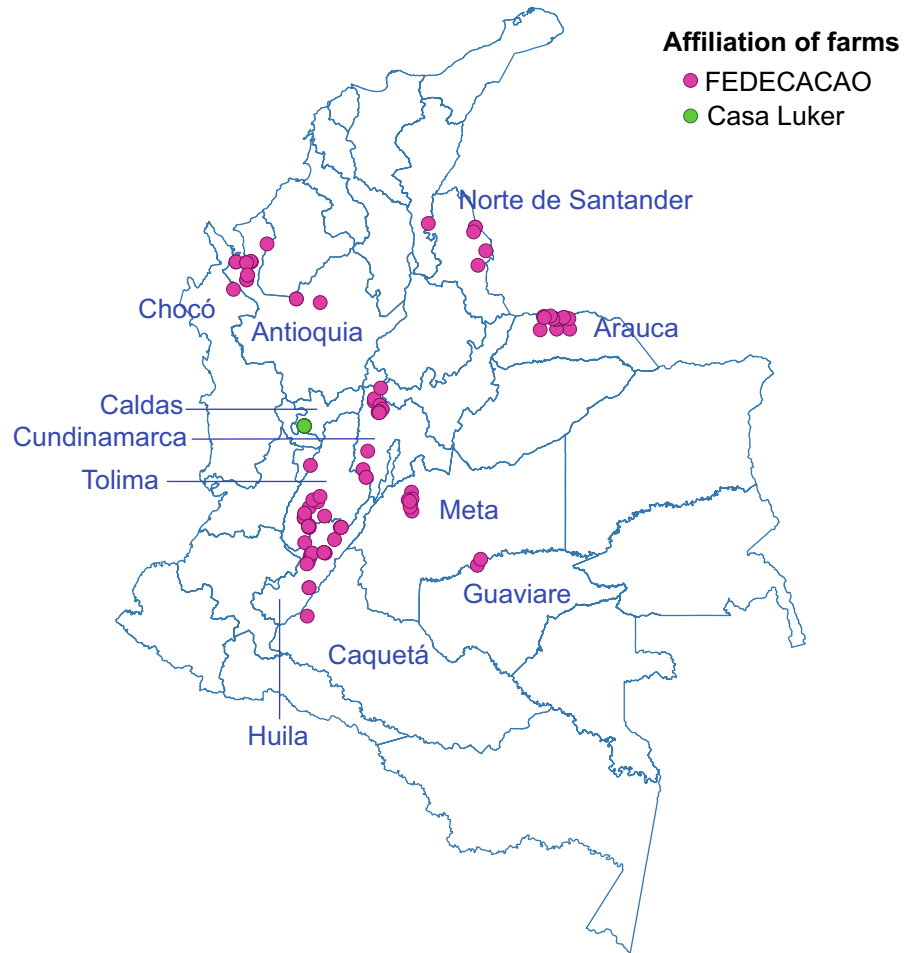 Affiliation of farms
FEDECACAO
Casa Luker
Norte de Santander
Chocó
Antioquia
Arauca
Caldas
Cundinamarca
Tolima
Meta
Guaviare
Caquetá
Huila